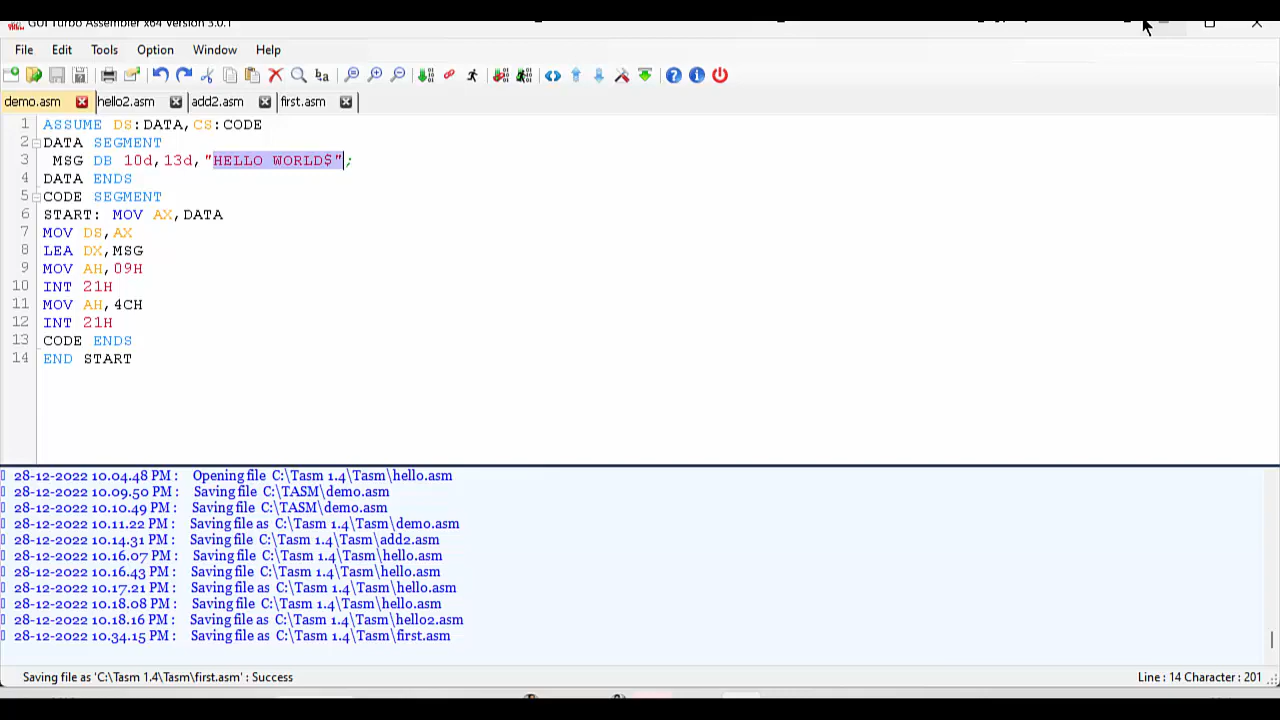 GUI Turbo Assembler x64 Version 3.0.1
File Edit Tools Option Window Help
demo.asm hello2.asm add2.asm first.asm
1 ASSUME DS:DATA,CS:CODE
2 DATA SEGMENT
3 MSG DB 10d,13d,"HELLO WORLD$";
4 DATA ENDS
5 CODE SEGMENT
6 START: MOV AX,DATA
7 MOV DS,AX
8 LEA DX,MSG
9 MOV AH,09H
10 INT 21H
11 MOV AH,4CH
12 INT 21H
13 CODE ENDS
14 END START
28-12-2022 10.04.48 PM : Opening file C:\Tasm 1.4\Tasm\hello.asm
28-12-2022 10.09.50 PM : Saving file C:\TASM\demo.asm
28-12-2022 10.10.49 PM : Saving file C:\TASM\demo.asm
28-12-2022 10.11.22 PM : Saving file as C:\Tasm 1.4\Tasm\demo.asm
28-12-2022 10.14.31 PM : Saving file C:\Tasm 1.4\Tasm\add2.asm
28-12-2022 10.16.07 PM : Saving file C:\Tasm 1.4\Tasm\hello.asm
28-12-2022 10.16.43 PM : Saving file C:\Tasm 1.4\Tasm\hello.asm
28-12-2022 10.17.21 PM : Saving file as C:\Tasm 1.4\Tasm\hello.asm
28-12-2022 10.18.08 PM : Saving file C:\Tasm 1.4\Tasm\hello.asm
28-12-2022 10.18.16 PM : Saving file as C:\Tasm 1.4\Tasm\hello2.asm
28-12-2022 10.34.15 PM : Saving file as C:\Tasm 1.4\Tasm\first.asm
Saving file as 'C:\Tasm 1.4\Tasm\first.asm' : Success Line : 14 Character : 201